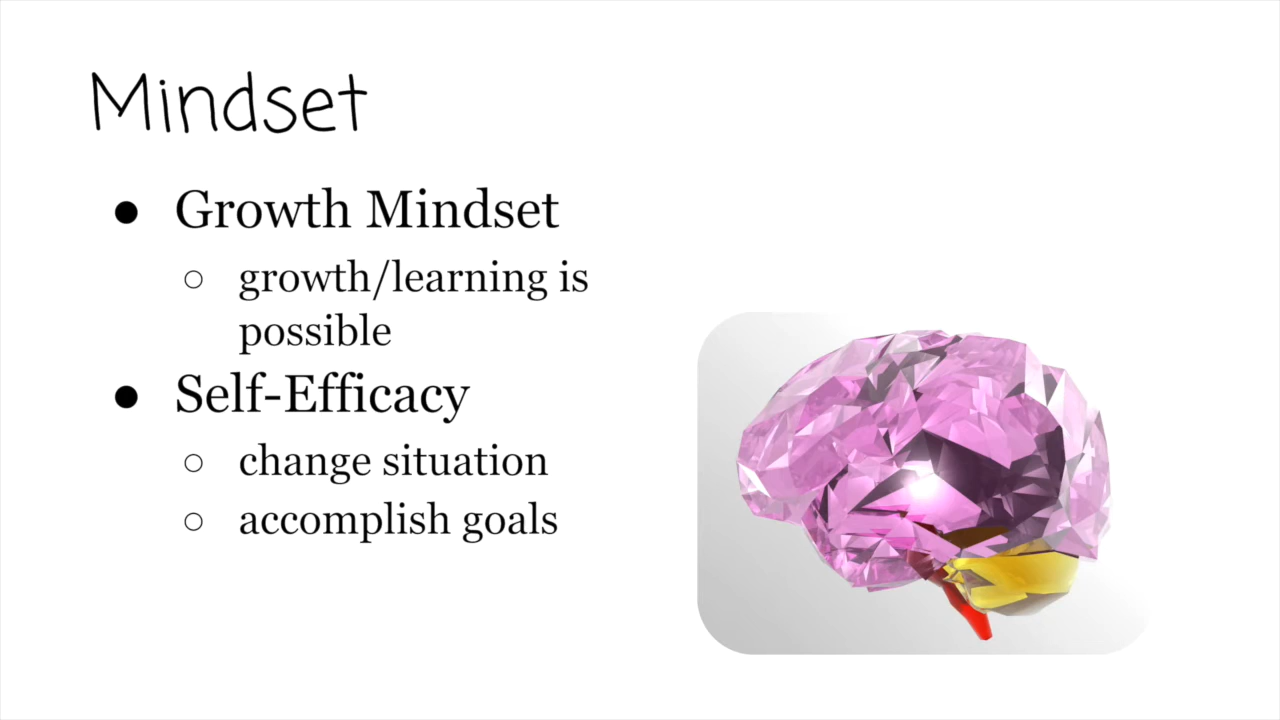 Mindset
● Growth Mindset
○ growth/learning is
possible
● Self-Efficacy
○ change situation
○ accomplish goals